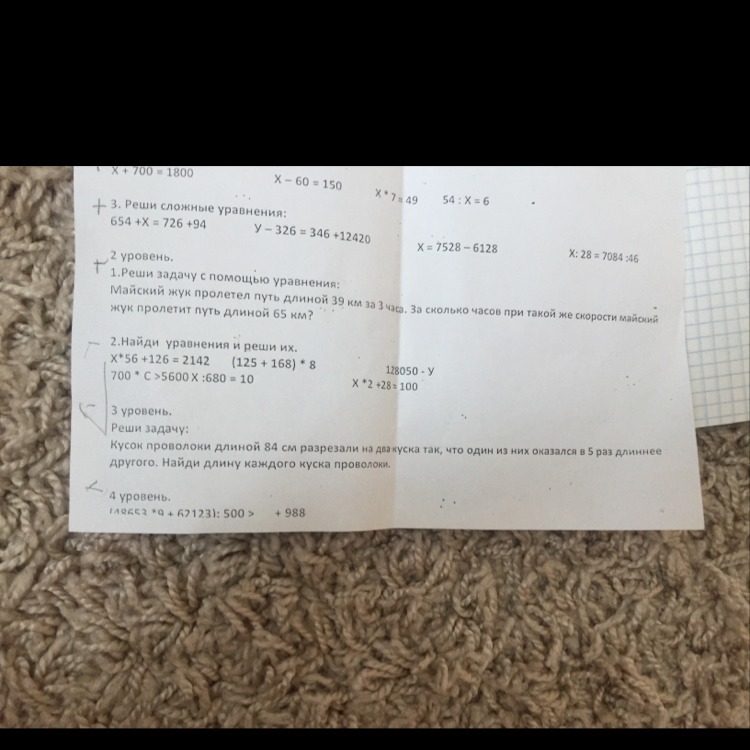 X + 700 = 1800 X – 60 = 150 X * 7 = 49 54 : X = 6
3. Реши сложные уравнения:
654 +X = 726 +94 У – 326 = 346 +12420 X = 7528 – 6128 X: 28 = 7084 :46
2 уровень.
1.Реши задачу с помощью уравнения:
Майский жук пролетел путь длиной 39 км за 3 часа. За сколько часов при такой же скорости майский
жук пролетит путь длиной 65 км?
2.Найди уравнения и реши их.
X*56 +126 = 2142 (125 + 168) * 8 128050 - У
700 * С >5600 X :680 = 10 X *2 +28 = 100
3 уровень.
Реши задачу:
Кусок проволоки длиной 84 см разрезали на два куска так, что один из них оказался в 5 раз длиннее
другого. Найди длину каждого куска проволоки.
4 уровень.
*9 + 62123): 500 > + 988